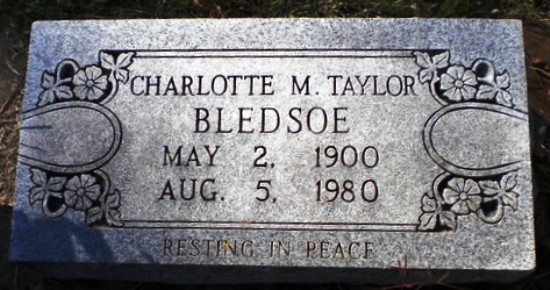 CHARLOTTE M. TAYLOR
BLEDSOE
MAY 2, 1900
AUG. 5, 1980
RESTING IN PEACE